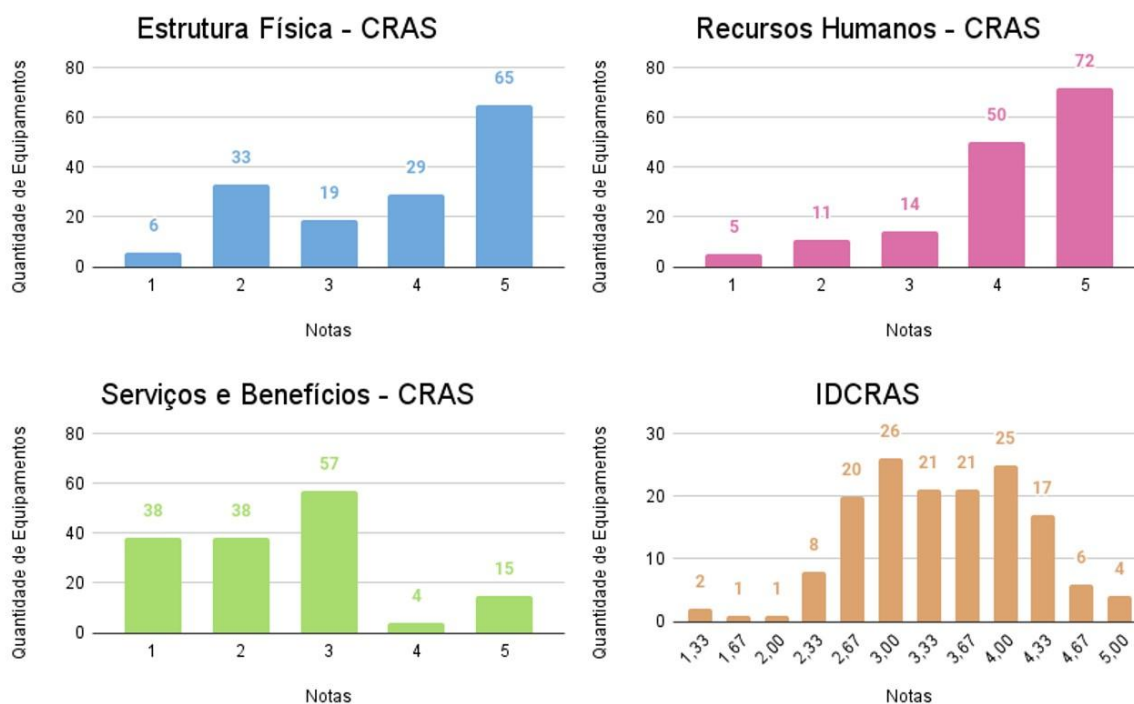 Estrutura Física - CRAS
Quantidade de Equipamentos
80
60
40
20
0
6
33
19
29
65
1 2 3 4 5
Notas
Recursos Humanos - CRAS
Quantidade de Equipamentos
80
60
40
20
0
5
11
14
50
72
1 2 3 4 5
Notas
Serviços e Benefícios - CRAS
Quantidade de Equipamentos
80
60
40
20
0
38
38
57
4
15
1 2 3 4 5
Notas
IDCRAS
Quantidade de Equipamentos
30
20
10
0
2
1
1
8
20
26
21
21
25
17
6
4
1,33 1,67 2,00 2,33 2,67 3,00 3,33 3,67 4,00 4,33 4,67 5,00
Notas